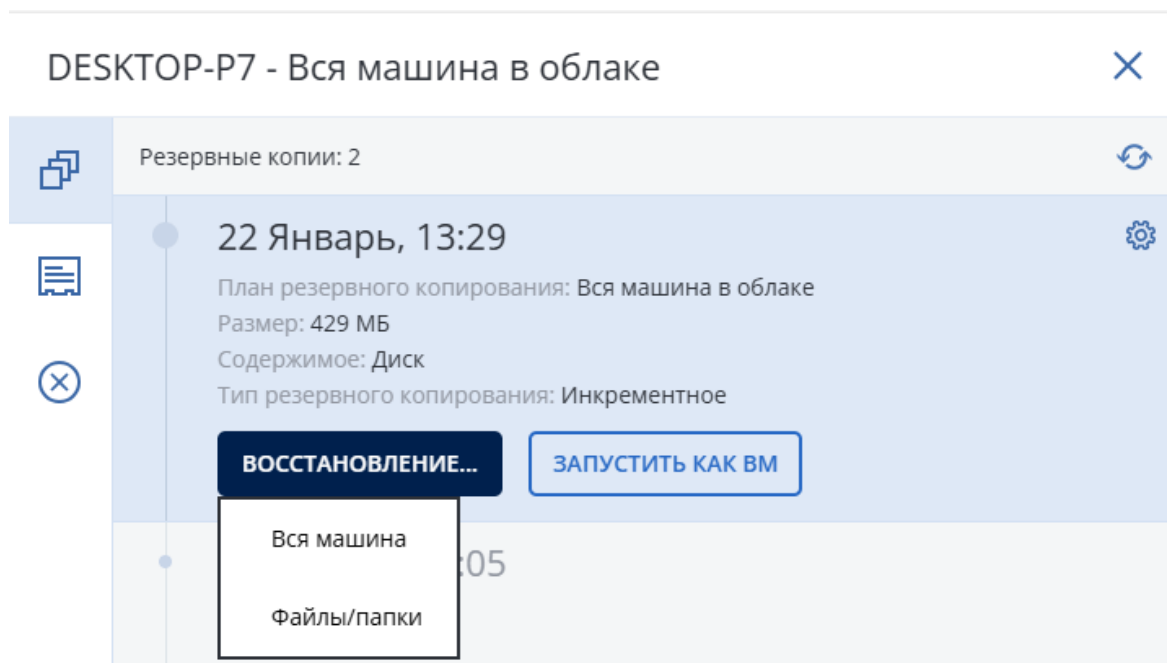 DESKTOP-P7 - Вся машина в облаке
Резервные копии: 2
22 Январь, 13:29
План резервного копирования: Вся машина в облаке
Размер: 429 МБ
Содержимое: Диск
Тип резервного копирования: Инкрементное
ВОССТАНОВЛЕНИЕ... ЗАПУСТИТЬ КАК ВМ
Вся машина
:05
Файлы/папки